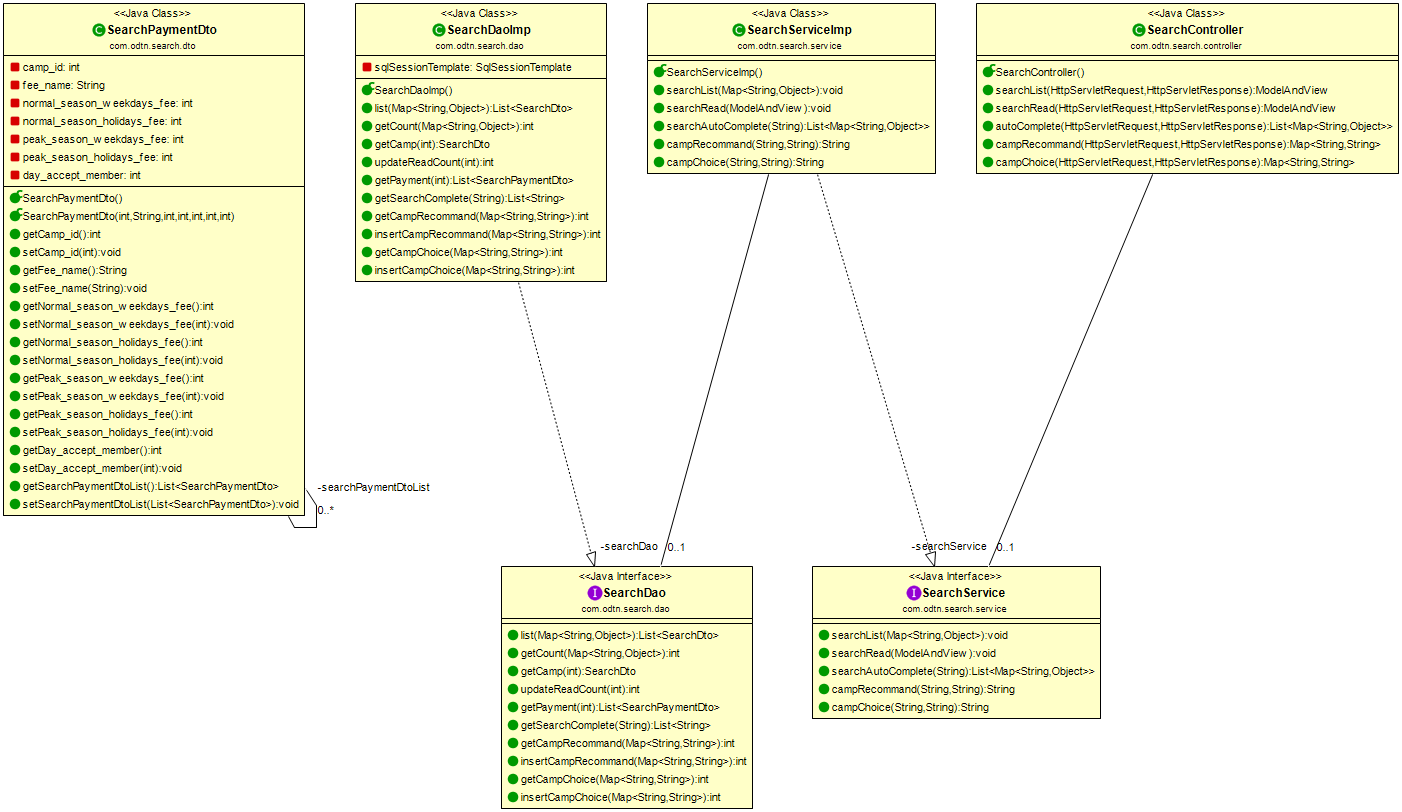 <<Java Class>>
SearchPaymentDto
com.odtn.search.dto
camp_id: int
fee_name: String
normal_season_weekdays_fee: int
normal_season_holidays_fee: int
peak_season_weekdays_fee: int
peak_season_holidays_fee: int
day_accept_member: int
SearchPaymentDto()
SearchPaymentDto(int,String,int,int,int,int,int)
getCamp_id():int
setCamp_id(int):void
getFee_name():String
setFee_name(String):void
getNormal_season_weekdays_fee():int
setNormal_season_weekdays_fee(int):void
getNormal_season_holidays_fee():int
setNormal_season_holidays_fee(int):void
getPeak_season_weekdays_fee():int
setPeak_season_weekdays_fee(int):void
getPeak_season_holidays_fee():int
setPeak_season_holidays_fee(int):void
getDay_accept_member():int
setDay_accept_member(int):void
getSearchPaymentDtoList():List<SearchPaymentDto>
setSearchPaymentDtoList(List<SearchPaymentDto>):void
-searchPaymentDtoList
0..*
<<Java Class>>
SearchDaoImp
com.odtn.search.dao
sqlSessionTemplate: SqlSessionTemplate
SearchDaoImp()
list(Map<String,Object>):List<SearchDto>
getCount(Map<String,Object>):int
getCamp(int):SearchDto
updateReadCount(int):int
getPayment(int):List<SearchPaymentDto>
getSearchComplete(String):List<String>
getCampRecommand(Map<String,String>):int
insertCampRecommand(Map<String,String>):int
getCampChoice(Map<String,String>):int
insertCampChoice(Map<String,String>):int
<<Java Class>>
SearchServiceImp
com.odtn.search.service
SearchServiceImp()
searchList(Map<String,Object>):void
searchRead(ModelAndView):void
searchAutoComplete(String):List<Map<String,Object>>
campRecommand(String,String):String
campChoice(String,String):String
<<Java Class>>
SearchController
com.odtn.search.controller
SearchController()
searchList(HttpServletRequest,HttpServletResponse):ModelAndView
searchRead(HttpServletRequest,HttpServletResponse):ModelAndView
autoComplete(HttpServletRequest,HttpServletResponse):List<Map<String,Object>>
campRecommand(HttpServletRequest,HttpServletResponse):Map<String,String>
campChoice(HttpServletRequest,HttpServletResponse):Map<String,String>
-searchDao
0..1
-searchService
0..1
<<Java Interface>>
SearchDao
com.odtn.search.dao
list(Map<String,Object>):List<SearchDto>
getCount(Map<String,Object>):int
getCamp(int):SearchDto
updateReadCount(int):int
getPayment(int):List<SearchPaymentDto>
getSearchComplete(String):List<String>
getCampRecommand(Map<String,String>):int
insertCampRecommand(Map<String,String>):int
getCampChoice(Map<String,String>):int
insertCampChoice(Map<String,String>):int
<<Java Interface>>
SearchService
com.odtn.search.service
searchList(Map<String,Object>):void
searchRead(ModelAndView):void
searchAutoComplete(String):List<Map<String,Object>>
campRecommand(String,String):String
campChoice(String,String):String